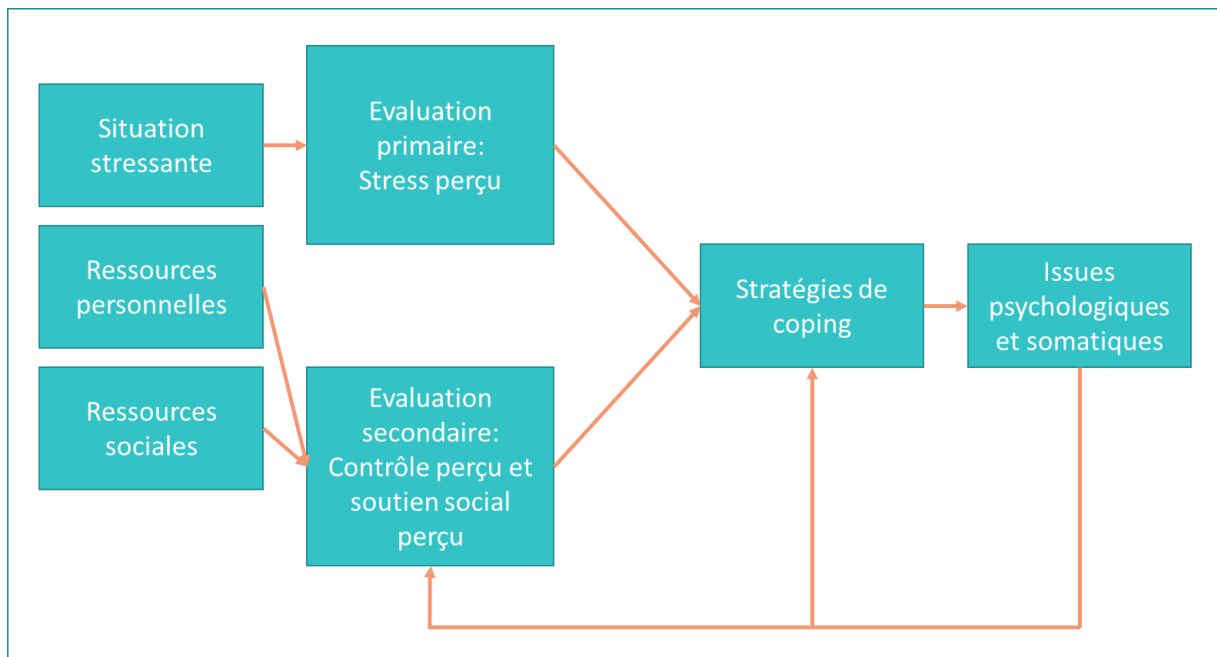 Situation
stressante
Evaluation
primaire:
Stress perçu
Ressources
personnelles
Ressources
sociales
Evaluation
secondaire:
Contrôle perçu et
soutien social
perçu
Stratégies de
coping
Issues
psychologiques
et somatiques